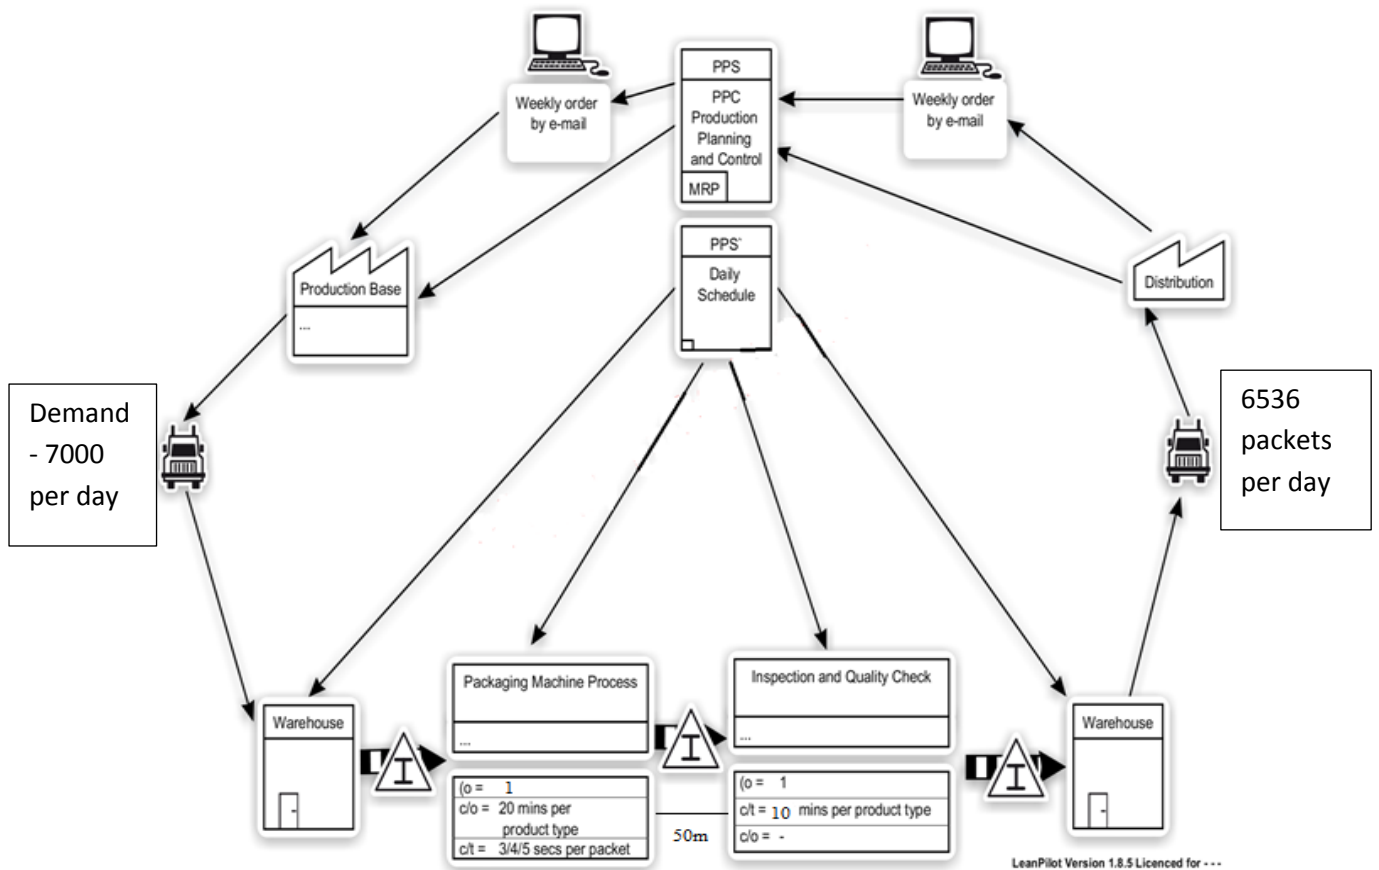 PPS
PPC
Production
Planning
and Control
MRP
Weekly order
by e-mail
Weekly order
by e-mail
PPS`
Daily
Schedule
Production Base
...
Distribution
Demand
- 7000
per day
6536
packets
per day
Warehouse
I
Packaging Machine Process
...
(o = 1
c/o = 20 mins per
product type
c/t = 3/4/5 secs per packet
I
50m
Inspection and Quality Check
...
(o = 1
c/t = 10 mins per product type
c/o = -
I
Warehouse
LeanPilot Version 1.8.5 Licenced for - - -